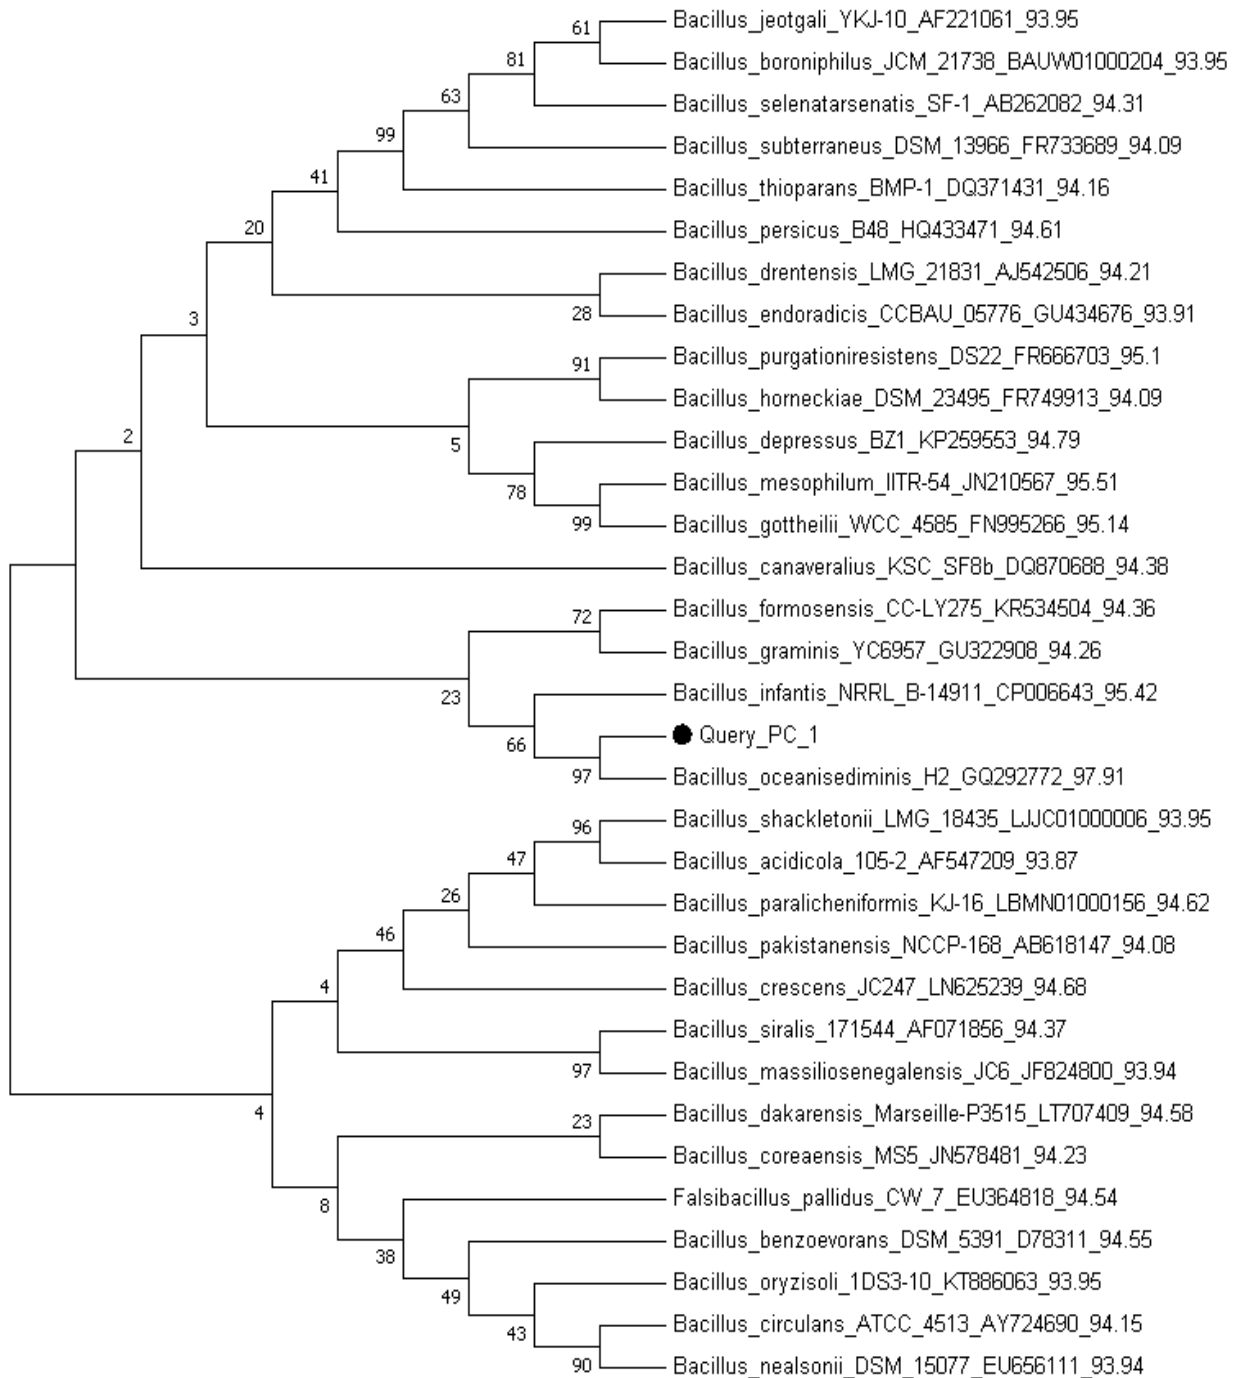 Bacillus_jeotgali_YKJ-10_AF221061_93.95
61
Bacillus_boroniphilus_JCM_21738_BAUW01000204_93.95
81
Bacillus_selenatarsenatis_SF-1_AB262082_94.31
63
Bacillus_subterraneus_DSM_13966_FR733689_94.09
99
Bacillus_thioparans_BMP-1_DQ371431_94.16
41
Bacillus_persicus_B48_HQ433471_94.61
20
Bacillus_drentensis_LMG_21831_AJ542506_94.21
28
Bacillus_endoradicis_CCBAU_05776_GU434676_93.91
3
Bacillus_purgationiresistens_DS22_FR666703_95.1
91
Bacillus_horneckiae_DSM_23495_FR749913_94.09
2
5
Bacillus_depressus_BZ1_KP259553_94.79
78
Bacillus_mesophilum_IITR-54_JN210567_95.51
99
Bacillus_gottheilii_WCC_4585_FN995266_95.14
Bacillus_canaveralius_KSC_SF8b_DQ870688_94.38
Bacillus_formosensis_CC-LY275_KR534504_94.36
72
Bacillus_graminis_YC6957_GU322908_94.26
23
Bacillus_infantis_NRRL_B-14911_CP006643_95.42
66
Query_PC_1
97
Bacillus_oceanisediminis_H2_GQ292772_97.91
Bacillus_shackletonii_LMG_18435_LJJC01000006_93.95
96
Bacillus_acidicola_105-2_AF547209_93.87
47
Bacillus_paralicheniformis_KJ-16_LBMN01000156_94.62
26
Bacillus_pakistanensis_NCCP-168_AB618147_94.08
46
Bacillus_crescens_JC247_LN625239_94.68
4
Bacillus_siralis_171544_AF071856_94.37
97
Bacillus_massiliosenegalensis_JC6_JF824800_93.94
4
Bacillus_dakarensis_Marseille-P3515_LT707409_94.58
23
Bacillus_coreaensis_MS5_JN578481_94.23
8
Falsibacillus_pallidus_CW_7_EU364818_94.54
38
Bacillus_benzoevorans_DSM_5391_D78311_94.55
49
Bacillus_oryzisoli_1DS3-10_KT886063_93.95
43
Bacillus_circulans_ATCC_4513_AY724690_94.15
90
Bacillus_nealsonii_DSM_15077_EU656111_93.94